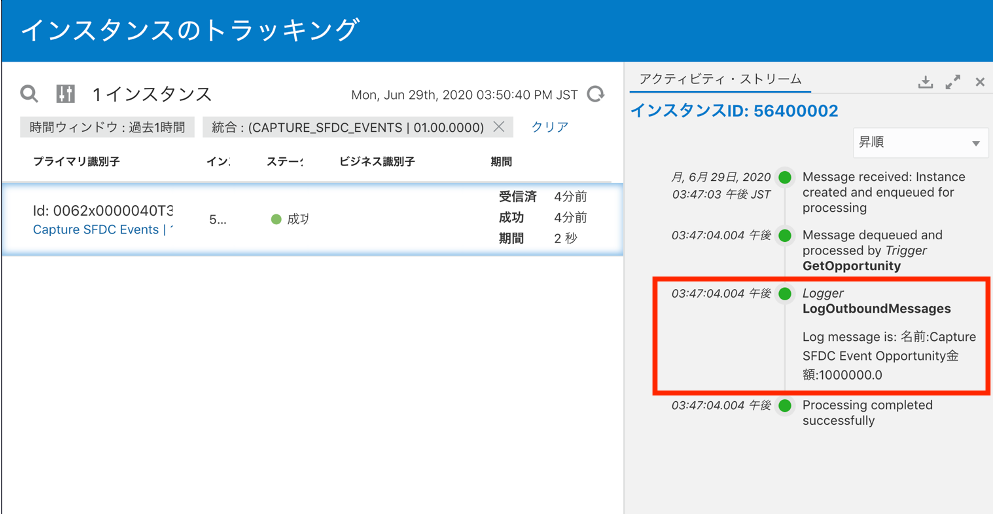 インスタンスのトラッキング
1 インスタンス
Mon, Jun 29th, 2020 03:50:40 PM JST
時間ウィンドウ : 過去1時間
統合 : (CAPTURE_SFDC_EVENTS | 01.00.0000)
クリア
プライマリ識別子
イン
ステー
ビジネス識別子
期間
Id: 0062x0000040T3
Capture SFDC Events |
5...
成功
受信済 4分前
成功 4分前
期間 2 秒
アクティビティ・ストリーム
インスタンスID: 56400002
昇順
月, 6月 29日, 2020
03:47:03 午後 JST
Message received: Instance
created and enqueued for
processing
03:47:04.004 午後
Message dequeued and
processed by Trigger
GetOpportunity
03:47:04.004 午後
Logger
LogOutboundMessages
Log message is: 名前:Capture
SFDC Event Opportunity金
額:1000000.0
03:47:04.004 午後
Processing completed
successfully